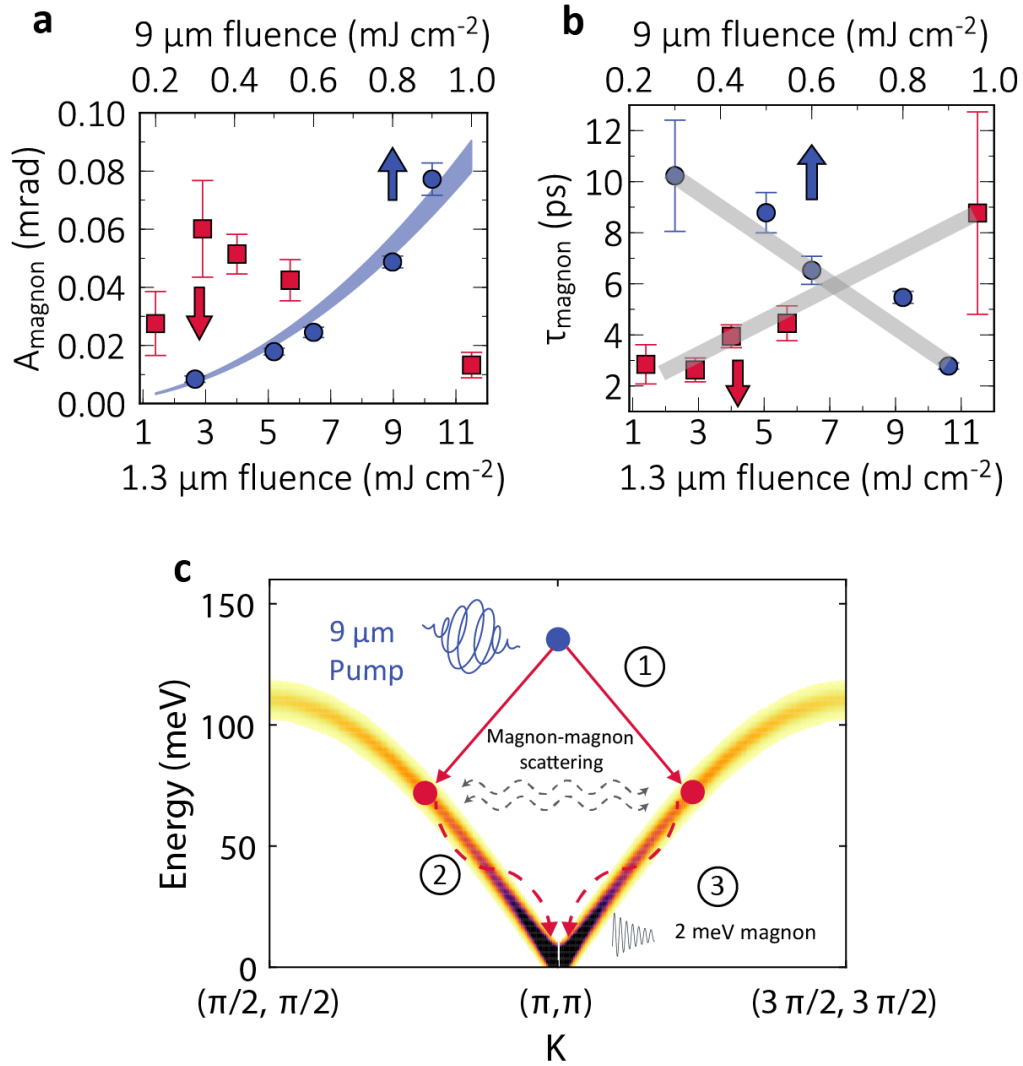 a
9 μm fluence (mJ cm⁻²)
0.2 0.4 0.6 0.8 1.0
A_magnon (mrad)
0.10
0.08
0.06
0.04
0.02
0.00
1 3 5 7 9 11
1.3 μm fluence (mJ cm⁻²)
b
9 μm fluence (mJ cm⁻²)
0.2 0.4 0.6 0.8 1.0
τ_magnon (ps)
12
10
8
6
4
2
1 3 5 7 9 11
1.3 μm fluence (mJ cm⁻²)
c
Energy (meV)
150
100
50
0
9 μm
Pump
1
Magnon-magnon
scattering
2
3
2 meV magnon
(π/2, π/2) (π,π) (3 π/2, 3 π/2)
K